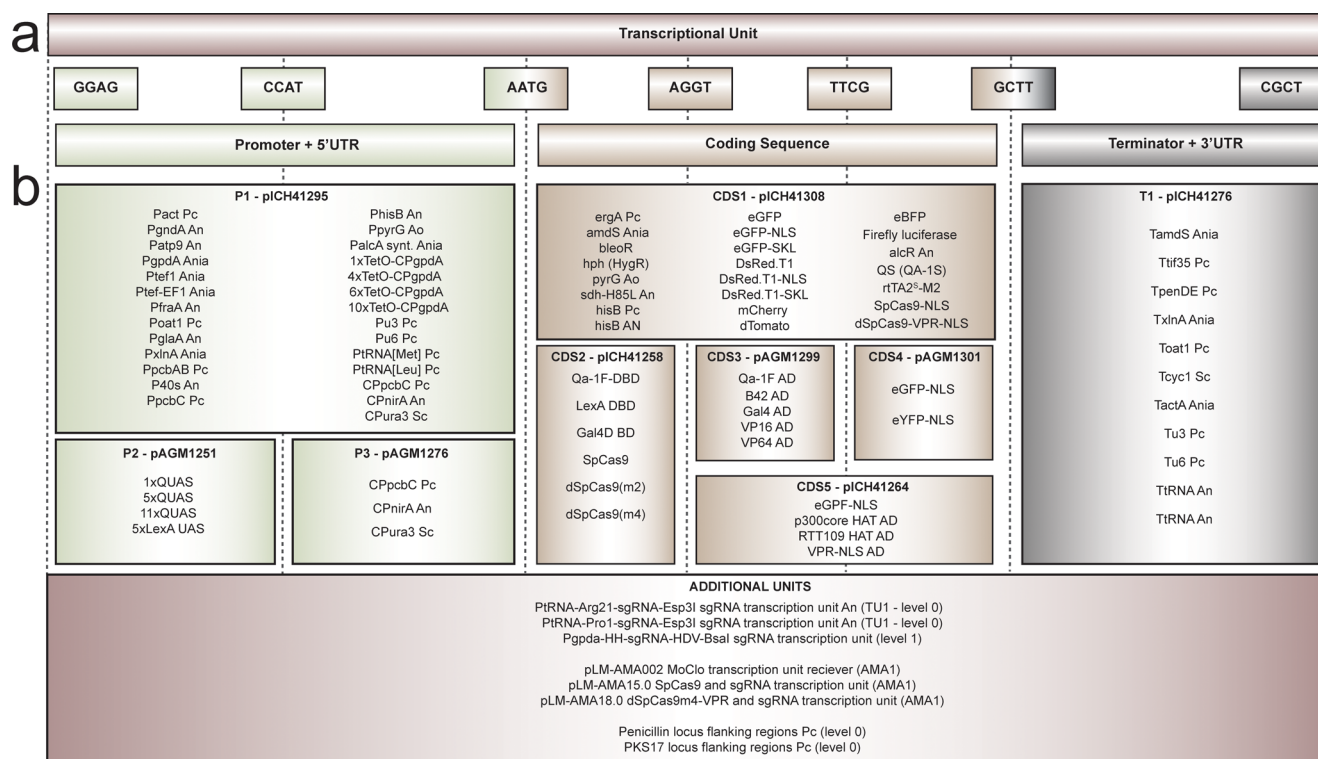 a
Transcriptional Unit
GGAG
CCAT
AATG
AGGT
TTCG
GCTT
CGCT
Promoter + 5'UTR
Coding Sequence
Terminator + 3'UTR
b
P1 - pICH41295
Pact Pc
PgndA An
Patp9 An
PgpdA Ania
Ptef1 Ania
Ptef-EF1 Ania
PfraA An
Poat1 Pc
PglaA An
PxlnA Ania
PpcbAB Pc
P40s An
PpcbC Pc
PhisB An
PpyrG Ao
PalcA synt. Ania
1xTetO-CPgpdA
4xTetO-CPgpdA
6xTetO-CPgpdA
10xTetO-CPgpdA
Pu3 Pc
Pu6 Pc
PtRNA[Met] Pc
PtRNA[Leu] Pc
CPpcbC Pc
CPnirA An
CPura3 Sc
P2 - pAGM1251
1xQUAS
5xQUAS
11xQUAS
5xLexA UAS
P3 - pAGM1276
CPpcbC Pc
CPnirA An
CPura3 Sc
CDS1 - pICH41308
ergA Pc
amdS Ania
bleoR
hph (HygR)
pyrG Ao
sdh-H85L An
hisB Pc
hisB AN
eGFP
eGFP-NLS
eGFP-SKL
DsRed.T1
DsRed.T1-NLS
DsRed.T1-SKL
mCherry
dTomato
eBFP
Firefly luciferase
alcR An
QS (QA-1S)
rtTA2ˢ-M2
SpCas9-NLS
dSpCas9-VPR-NLS
CDS2 - pICH41258
Qa-1F-DBD
LexA DBD
Gal4D BD
SpCas9
dSpCas9(m2)
dSpCas9(m4)
CDS3 - pAGM1299
Qa-1F AD
B42 AD
Gal4 AD
VP16 AD
VP64 AD
CDS4 - pAGM1301
eGFP-NLS
eYFP-NLS
CDS5 - pICH41264
eGPF-NLS
p300core HAT AD
RTT109 HAT AD
VPR-NLS AD
T1 - pICH41276
TamdS Ania
Ttif35 Pc
TpenDE Pc
TxlnA Ania
Toat1 Pc
Tcyc1 Sc
TactA Ania
Tu3 Pc
Tu6 Pc
TtRNA An
TtRNA An
ADDITIONAL UNITS
PtRNA-Arg21-sgRNA-Esp3I sgRNA transcription unit An (TU1 - level 0)
PtRNA-Pro1-sgRNA-Esp3I sgRNA transcription unit An (TU1 - level 0)
Pgpda-HH-sgRNA-HDV-BsaI sgRNA transcription unit (level 1)
pLM-AMA002 MoClo transcription unit reciever (AMA1)
pLM-AMA15.0 SpCas9 and sgRNA transcription unit (AMA1)
pLM-AMA18.0 dSpCas9m4-VPR and sgRNA transcription unit (AMA1)
Penicillin locus flanking regions Pc (level 0)
PKS17 locus flanking regions Pc (level 0)